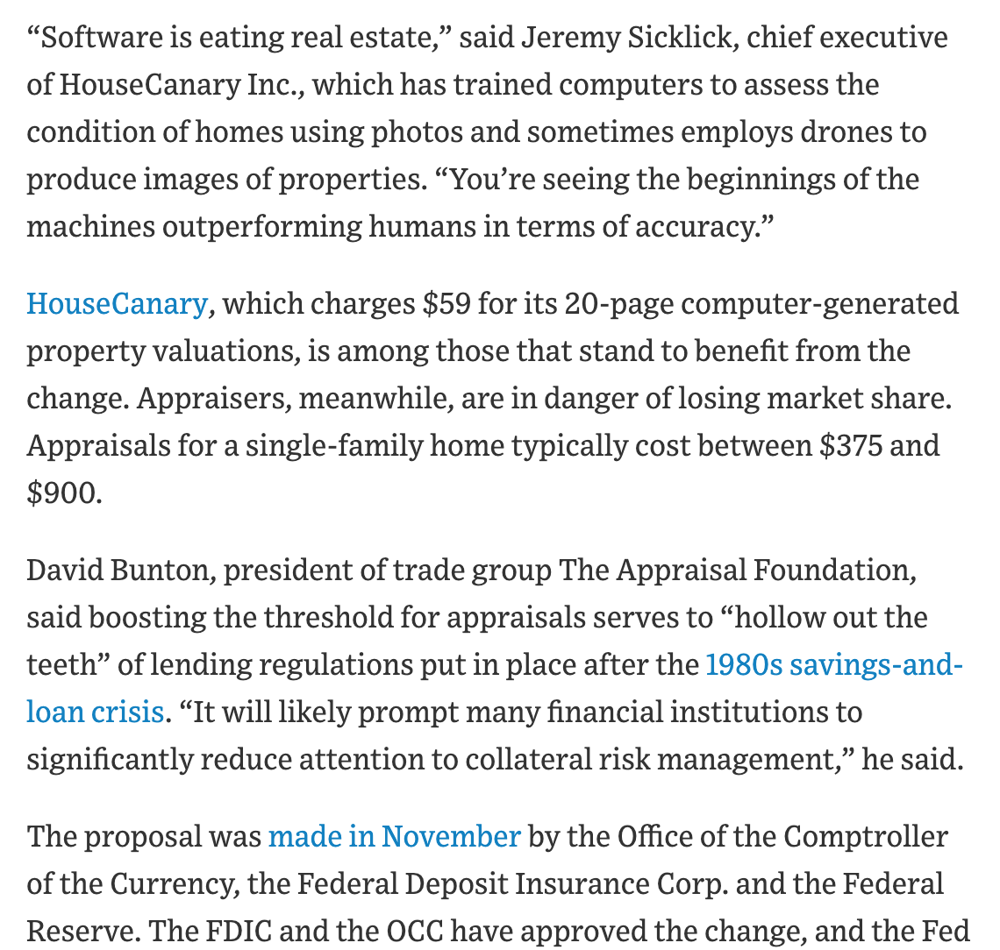 “Software is eating real estate,” said Jeremy Sicklick, chief executive
of HouseCanary Inc., which has trained computers to assess the
condition of homes using photos and sometimes employs drones to
produce images of properties. “You’re seeing the beginnings of the
machines outperforming humans in terms of accuracy.”
HouseCanary, which charges $59 for its 20-page computer-generated
property valuations, is among those that stand to benefit from the
change. Appraisers, meanwhile, are in danger of losing market share.
Appraisals for a single-family home typically cost between $375 and
$900.
David Bunton, president of trade group The Appraisal Foundation,
said boosting the threshold for appraisals serves to “hollow out the
teeth” of lending regulations put in place after the 1980s savings-and-
loan crisis. “It will likely prompt many financial institutions to
significantly reduce attention to collateral risk management,” he said.
The proposal was made in November by the Office of the Comptroller
of the Currency, the Federal Deposit Insurance Corp. and the Federal
Reserve. The FDIC and the OCC have approved the change, and the Fed